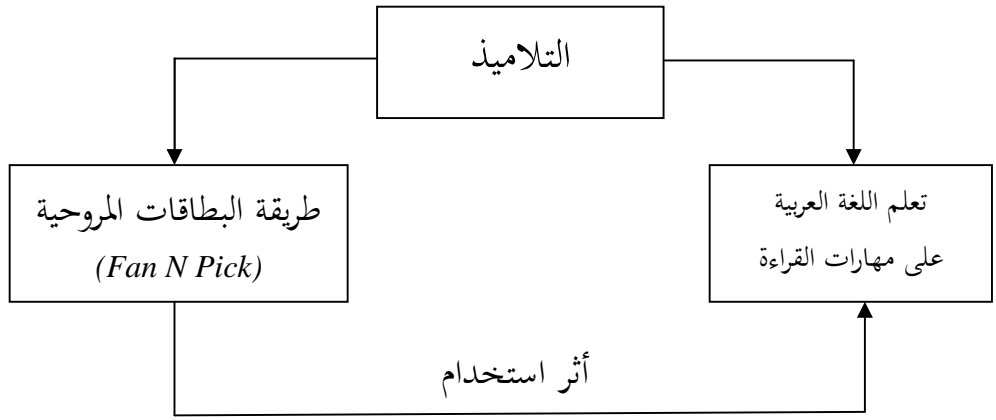 التلاميذ
تعلم اللغة العربية
على مهارات القراءة
طريقة البطاقات المروحية
(Fan N Pick)
أثر استخدام